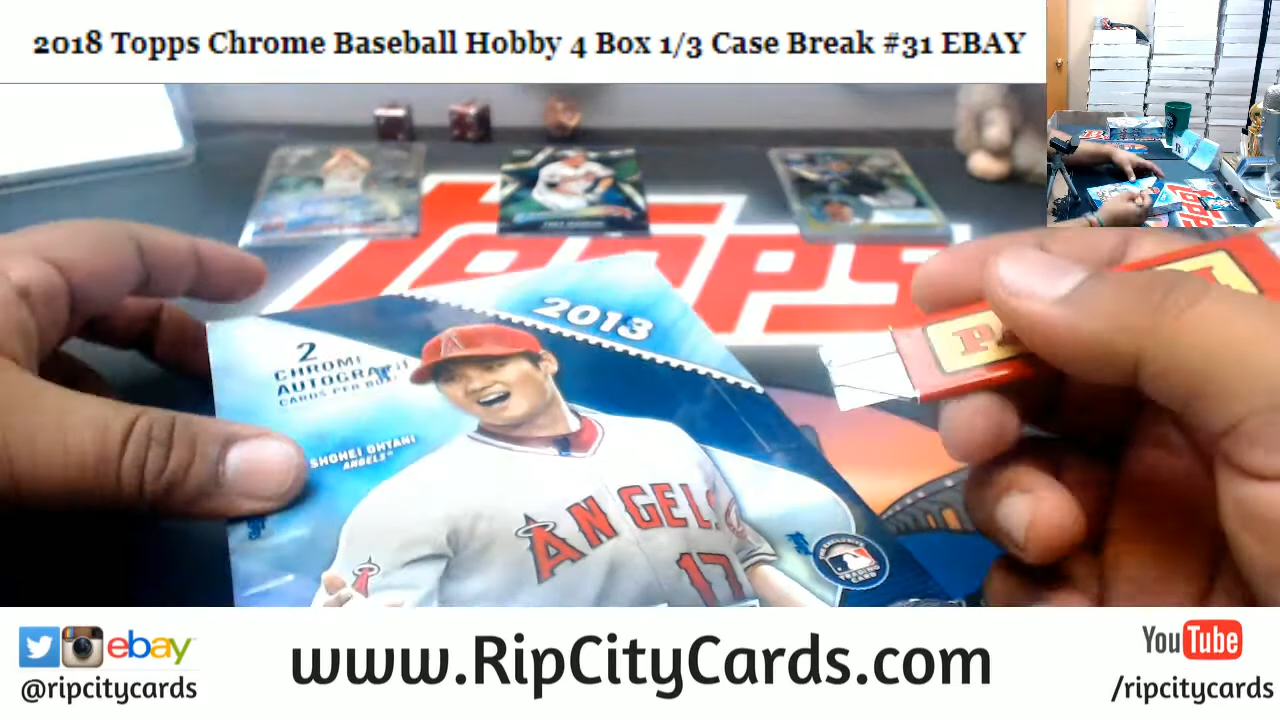 2018 Topps Chrome Baseball Hobby 4 Box 1/3 Case Break #31 EBAY
Topps
2018
2
CHROME
AUTOGRAPH
CARDS PER BOX
SHOHEI OHTANI
ANGELS
ANGELS
17
ebay
@ripcitycards
www.RipCityCards.com
YouTube
/ripcitycards